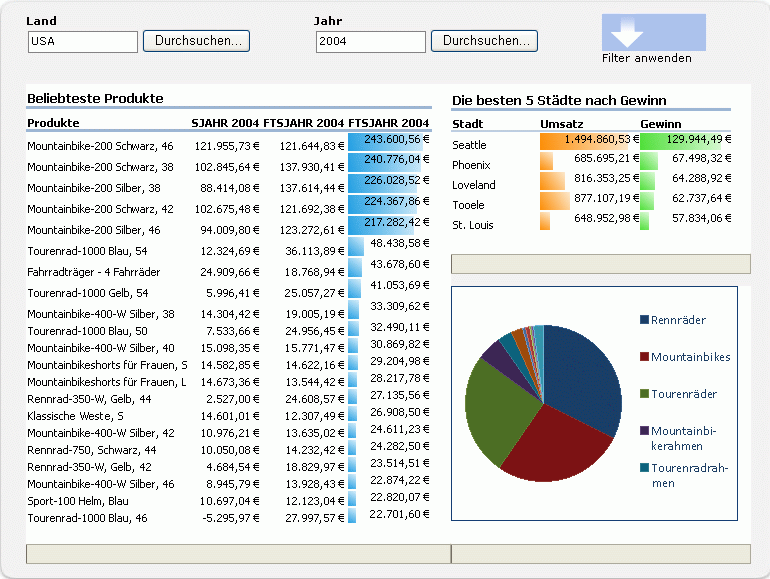 Land
Jahr
USA
Durchsuchen...
2004
Durchsuchen...
Filter anwenden
Beliebteste Produkte
Produkte SJAHR 2004 FTSJAHR 2004 FTSJAHR 2004
Mountainbike-200 Schwarz, 46 121.955,73 € 121.644,83 € 243.600,56 €
Mountainbike-200 Schwarz, 38 102.845,64 € 137.930,41 € 240.776,04 €
Mountainbike-200 Silber, 38 88.414,08 € 137.614,44 € 226.028,52 €
Mountainbike-200 Schwarz, 42 102.675,48 € 121.692,38 € 224.367,86 €
Mountainbike-200 Silber, 46 94.009,80 € 123.272,61 € 217.282,42 €
Tourenrad-1000 Blau, 54 12.324,69 € 36.113,89 € 48.438,58 €
Fahrradträger - 4 Fahrräder 24.909,66 € 18.768,94 € 43.678,60 €
Tourenrad-1000 Gelb, 54 5.996,41 € 25.057,27 € 41.053,69 €
Mountainbike-400-W Silber, 38 14.304,42 € 19.005,19 € 33.309,62 €
Tourenrad-1000 Blau, 50 7.533,66 € 24.956,45 € 32.490,11 €
Mountainbike-400-W Silber, 40 15.098,35 € 15.771,47 € 30.869,82 €
Mountainbikeshorts für Frauen, S 14.582,85 € 14.622,16 € 29.204,98 €
Mountainbikeshorts für Frauen, L 14.673,36 € 13.544,42 € 28.217,78 €
Rennrad-350-W, Gelb, 44 2.527,00 € 24.608,57 € 27.135,56 €
Klassische Weste, S 14.601,01 € 12.307,49 € 26.908,50 €
Mountainbike-400-W Silber, 42 10.976,21 € 13.635,02 € 24.611,23 €
Rennrad-750, Schwarz, 44 10.050,08 € 14.232,42 € 24.282,50 €
Rennrad-350-W, Gelb, 42 4.684,54 € 18.829,97 € 23.514,51 €
Mountainbike-400-W Silber, 46 8.945,79 € 13.928,43 € 22.874,22 €
Sport-100 Helm, Blau 10.697,04 € 12.123,04 € 22.820,07 €
Tourenrad-1000 Blau, 46 -5.295,97 € 27.997,57 € 22.701,60 €
Die besten 5 Städte nach Gewinn
Stadt Umsatz Gewinn
Seattle 1.494.860,53 € 129.944,49 €
Phoenix 685.695,21 € 67.498,32 €
Loveland 816.353,25 € 64.288,92 €
Tooele 877.107,19 € 62.737,64 €
St. Louis 648.952,98 € 57.834,06 €
Rennräder
Mountainbikes
Tourenräder
Mountainbi-
kerahmen
Tourenradrah-
men